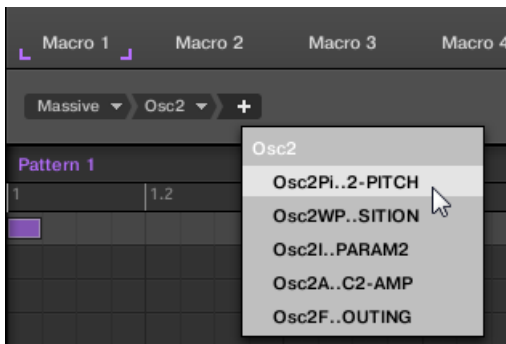 Macro 1 Macro 2 Macro 3 Macro 4
Massive Osc2 +
Osc2
Pattern 1
Osc2Pi..2-PITCH
1 1.2
Osc2WP..SITION
Osc2I..PARAM2
Osc2A..C2-AMP
Osc2F..OUTING